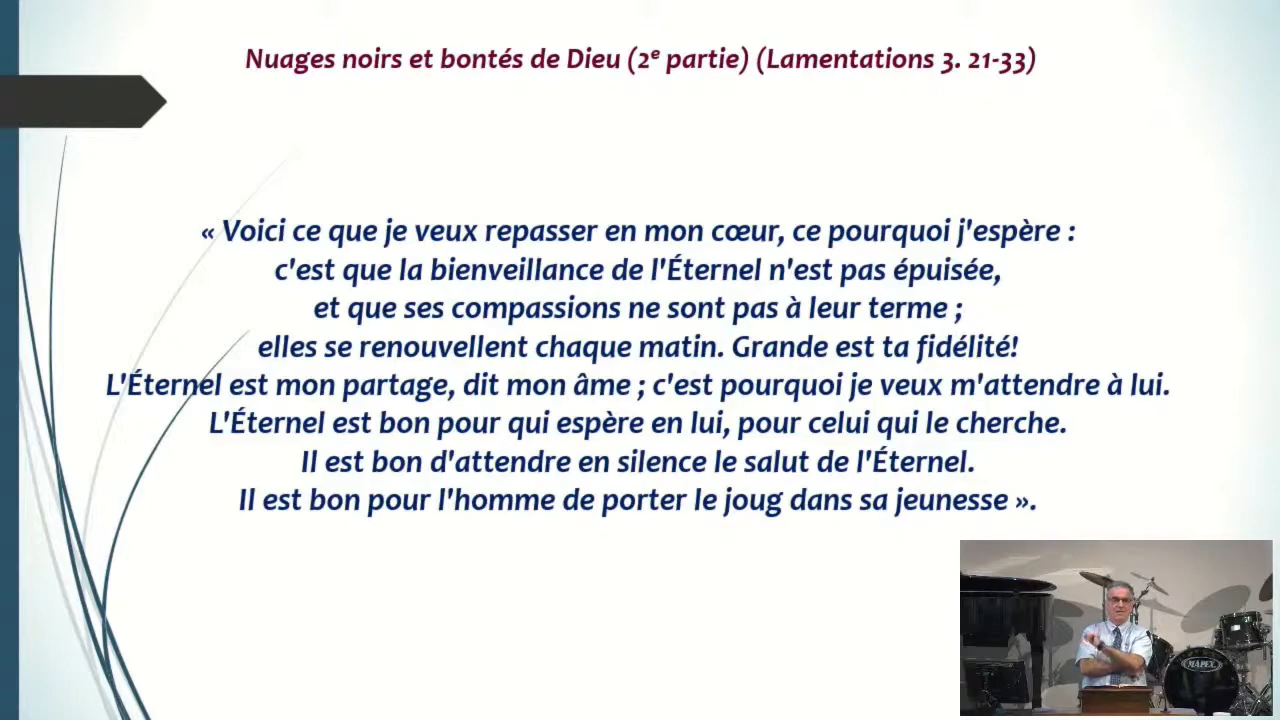 Nuages noirs et bontés de Dieu (2ᵉ partie) (Lamentations 3. 21-33)
« Voici ce que je veux repasser en mon cœur, ce pourquoi j'espère :
c'est que la bienveillance de l'Éternel n'est pas épuisée,
et que ses compassions ne sont pas à leur terme ;
elles se renouvellent chaque matin. Grande est ta fidélité!
L'Éternel est mon partage, dit mon âme ; c'est pourquoi je veux m'attendre à lui.
L'Éternel est bon pour qui espère en lui, pour celui qui le cherche.
Il est bon d'attendre en silence le salut de l'Éternel.
Il est bon pour l'homme de porter le joug dans sa jeunesse ».
MAPEX